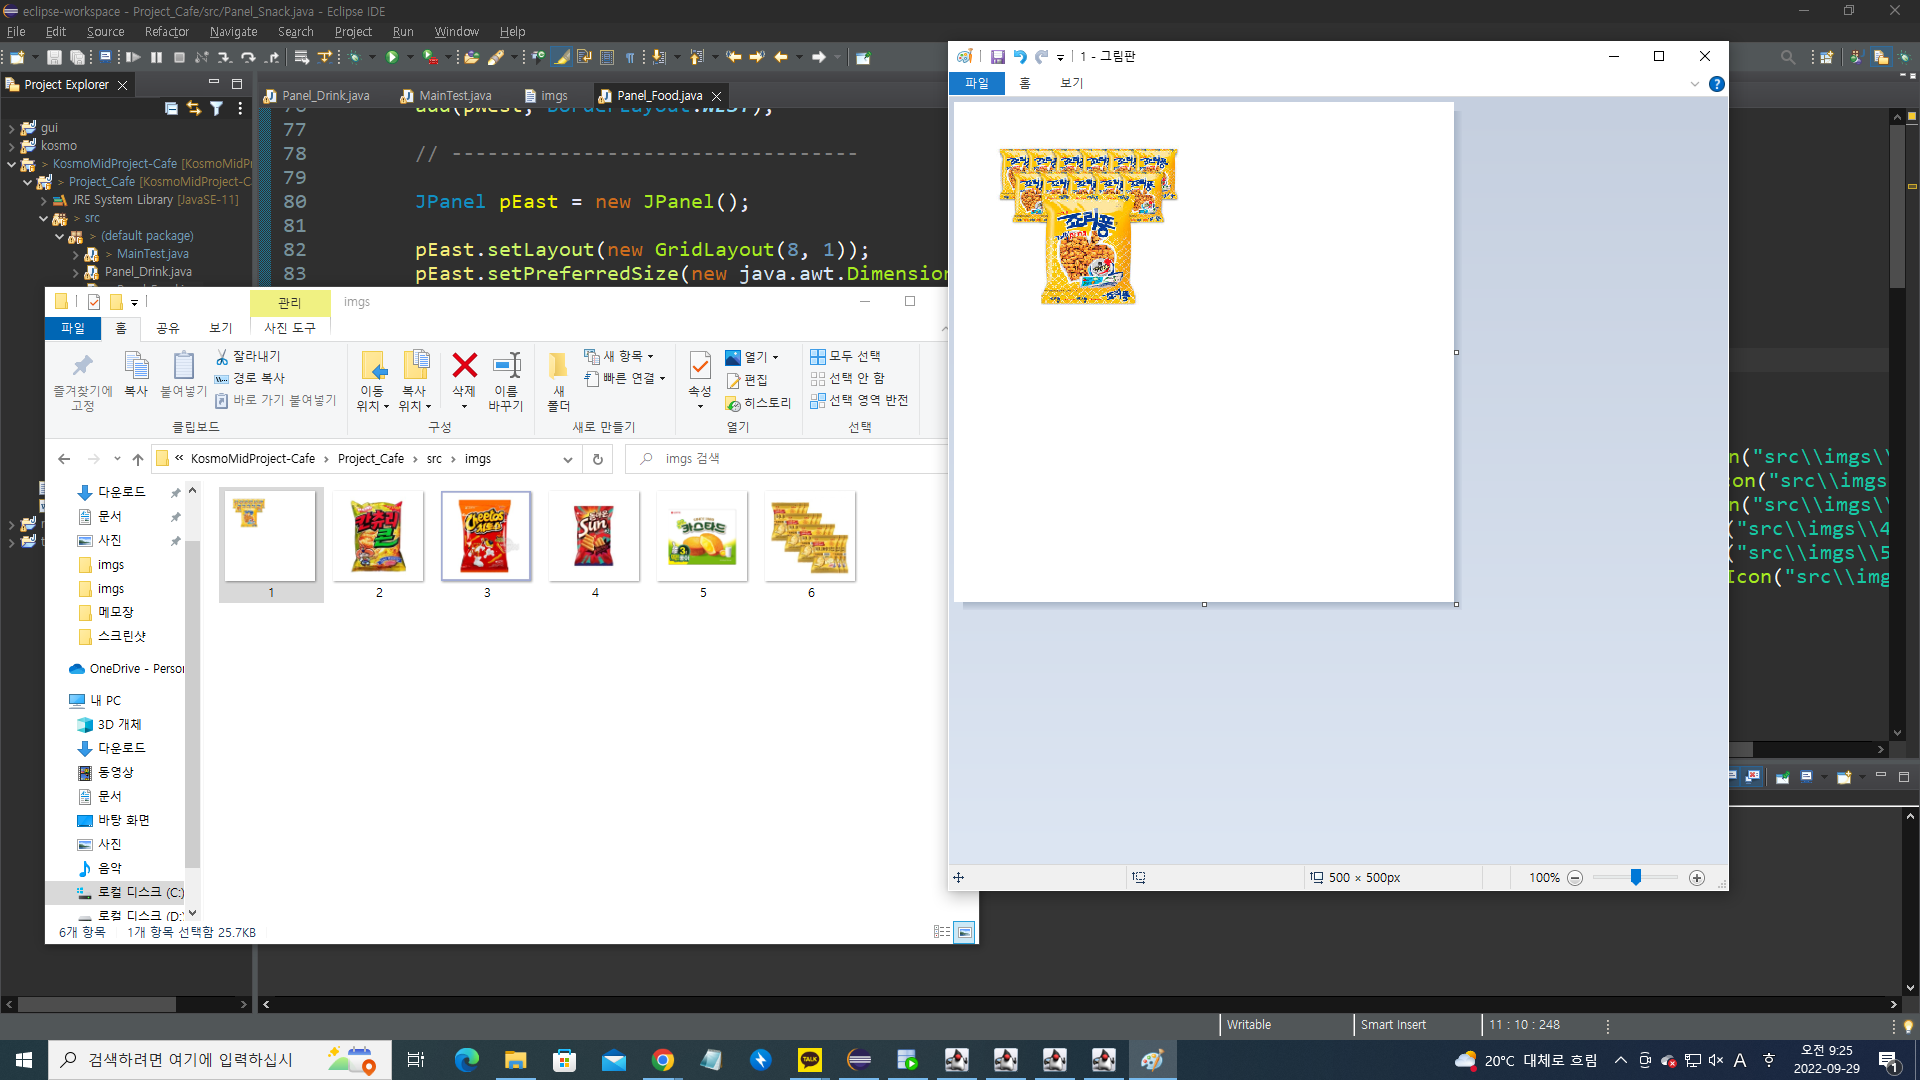 eclipse-workspace - Project_Cafe/src/Panel_Snack.java - Eclipse IDE
File Edit Source Refactor Navigate Search Project Run Window Help
Project Explorer
gui
kosmo
> KosmoMidProject-Cafe [KosmoMidPr
> Project_Cafe [KosmoMidProject-C
JRE System Library [JavaSE-11]
> src
> (default package)
> MainTest.java
Panel_Drink.java
Panel_Drink.java MainTest.java imgs Panel_Food.java
77
78 // ----------------------------------
79
80 JPanel pEast = new JPanel();
81
82 pEast.setLayout(new GridLayout(8, 1));
83 pEast.setPreferredSize(new java.awt.Dimension
n("src\\imgs\\
con("src\\imgs
n("src\\imgs\\
("src\\imgs\\4
("src\\imgs\\5
Icon("src\\img
관리 imgs
파일 홈 공유 보기 사진 도구
즐겨찾기에 고정
복사
붙여넣기
잘라내기
경로 복사
바로 가기 붙여넣기
클립보드
이동 위치
복사 위치
삭제
이름 바꾸기
구성
새 폴더
새 항목
빠른 연결
새로 만들기
속성
열기
편집
히스토리
열기
모두 선택
선택 안 함
선택 영역 반전
선택
« KosmoMidProject-Cafe › Project_Cafe › src › imgs
imgs 검색
다운로드
문서
사진
imgs
imgs
메모장
스크린샷
OneDrive - Person
내 PC
3D 개체
다운로드
동영상
문서
바탕 화면
사진
음악
로컬 디스크 (C:)
로컬 디스크 (D:)
Cheetos
Sun
카스타드
1 2 3 4 5 6
6개 항목 1개 항목 선택함 25.7KB
1 - 그림판
파일 홈 보기
죠리퐁
500 × 500px
100%
Writable Smart Insert 11 : 10 : 248
검색하려면 여기에 입력하십시
TALK
20°C 대체로 흐림
A
오전 9:25
2022-09-29
1